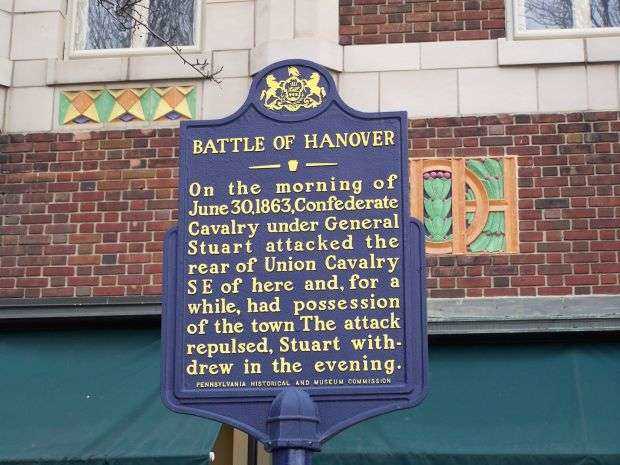 BATTLE OF HANOVER
On the morning of
June 30, 1863, Confederate
Cavalry under General
Stuart attacked the
rear of Union Cavalry
SE of here and, for a
while, had possession
of the town. The attack
repulsed, Stuart with-
drew in the evening.
PENNSYLVANIA HISTORICAL AND MUSEUM COMMISSION